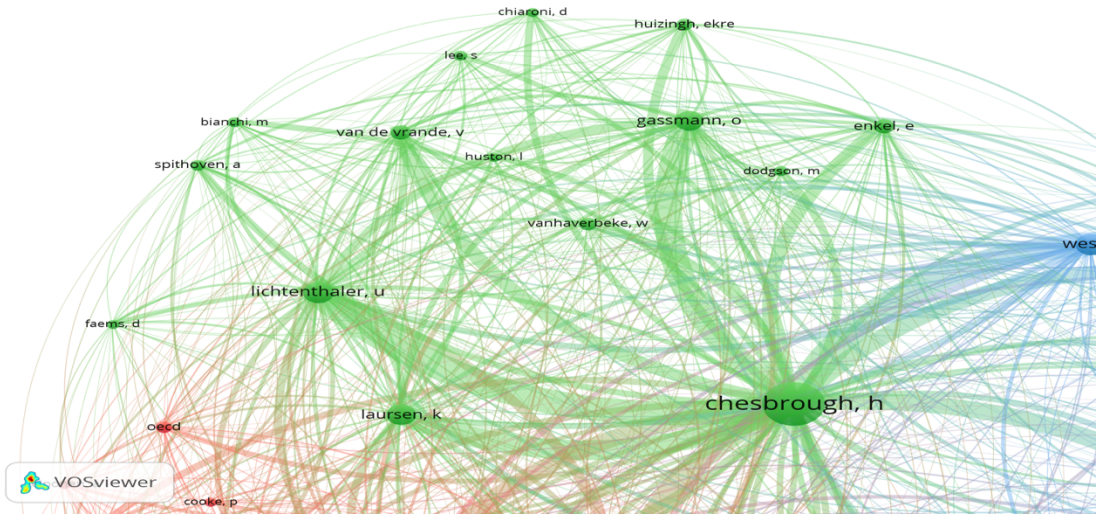 chiaroni, d
huizingh, ekre
lee, s
bianchi, m
van de vrande, v
gassmann, o
enkel, e
spithoven, a
huston, l
dodgson, m
vanhaverbeke, w
wes
lichtenthaler, u
faems, d
chesbrough, h
laursen, k
oecd
VOSviewer
cooke, p